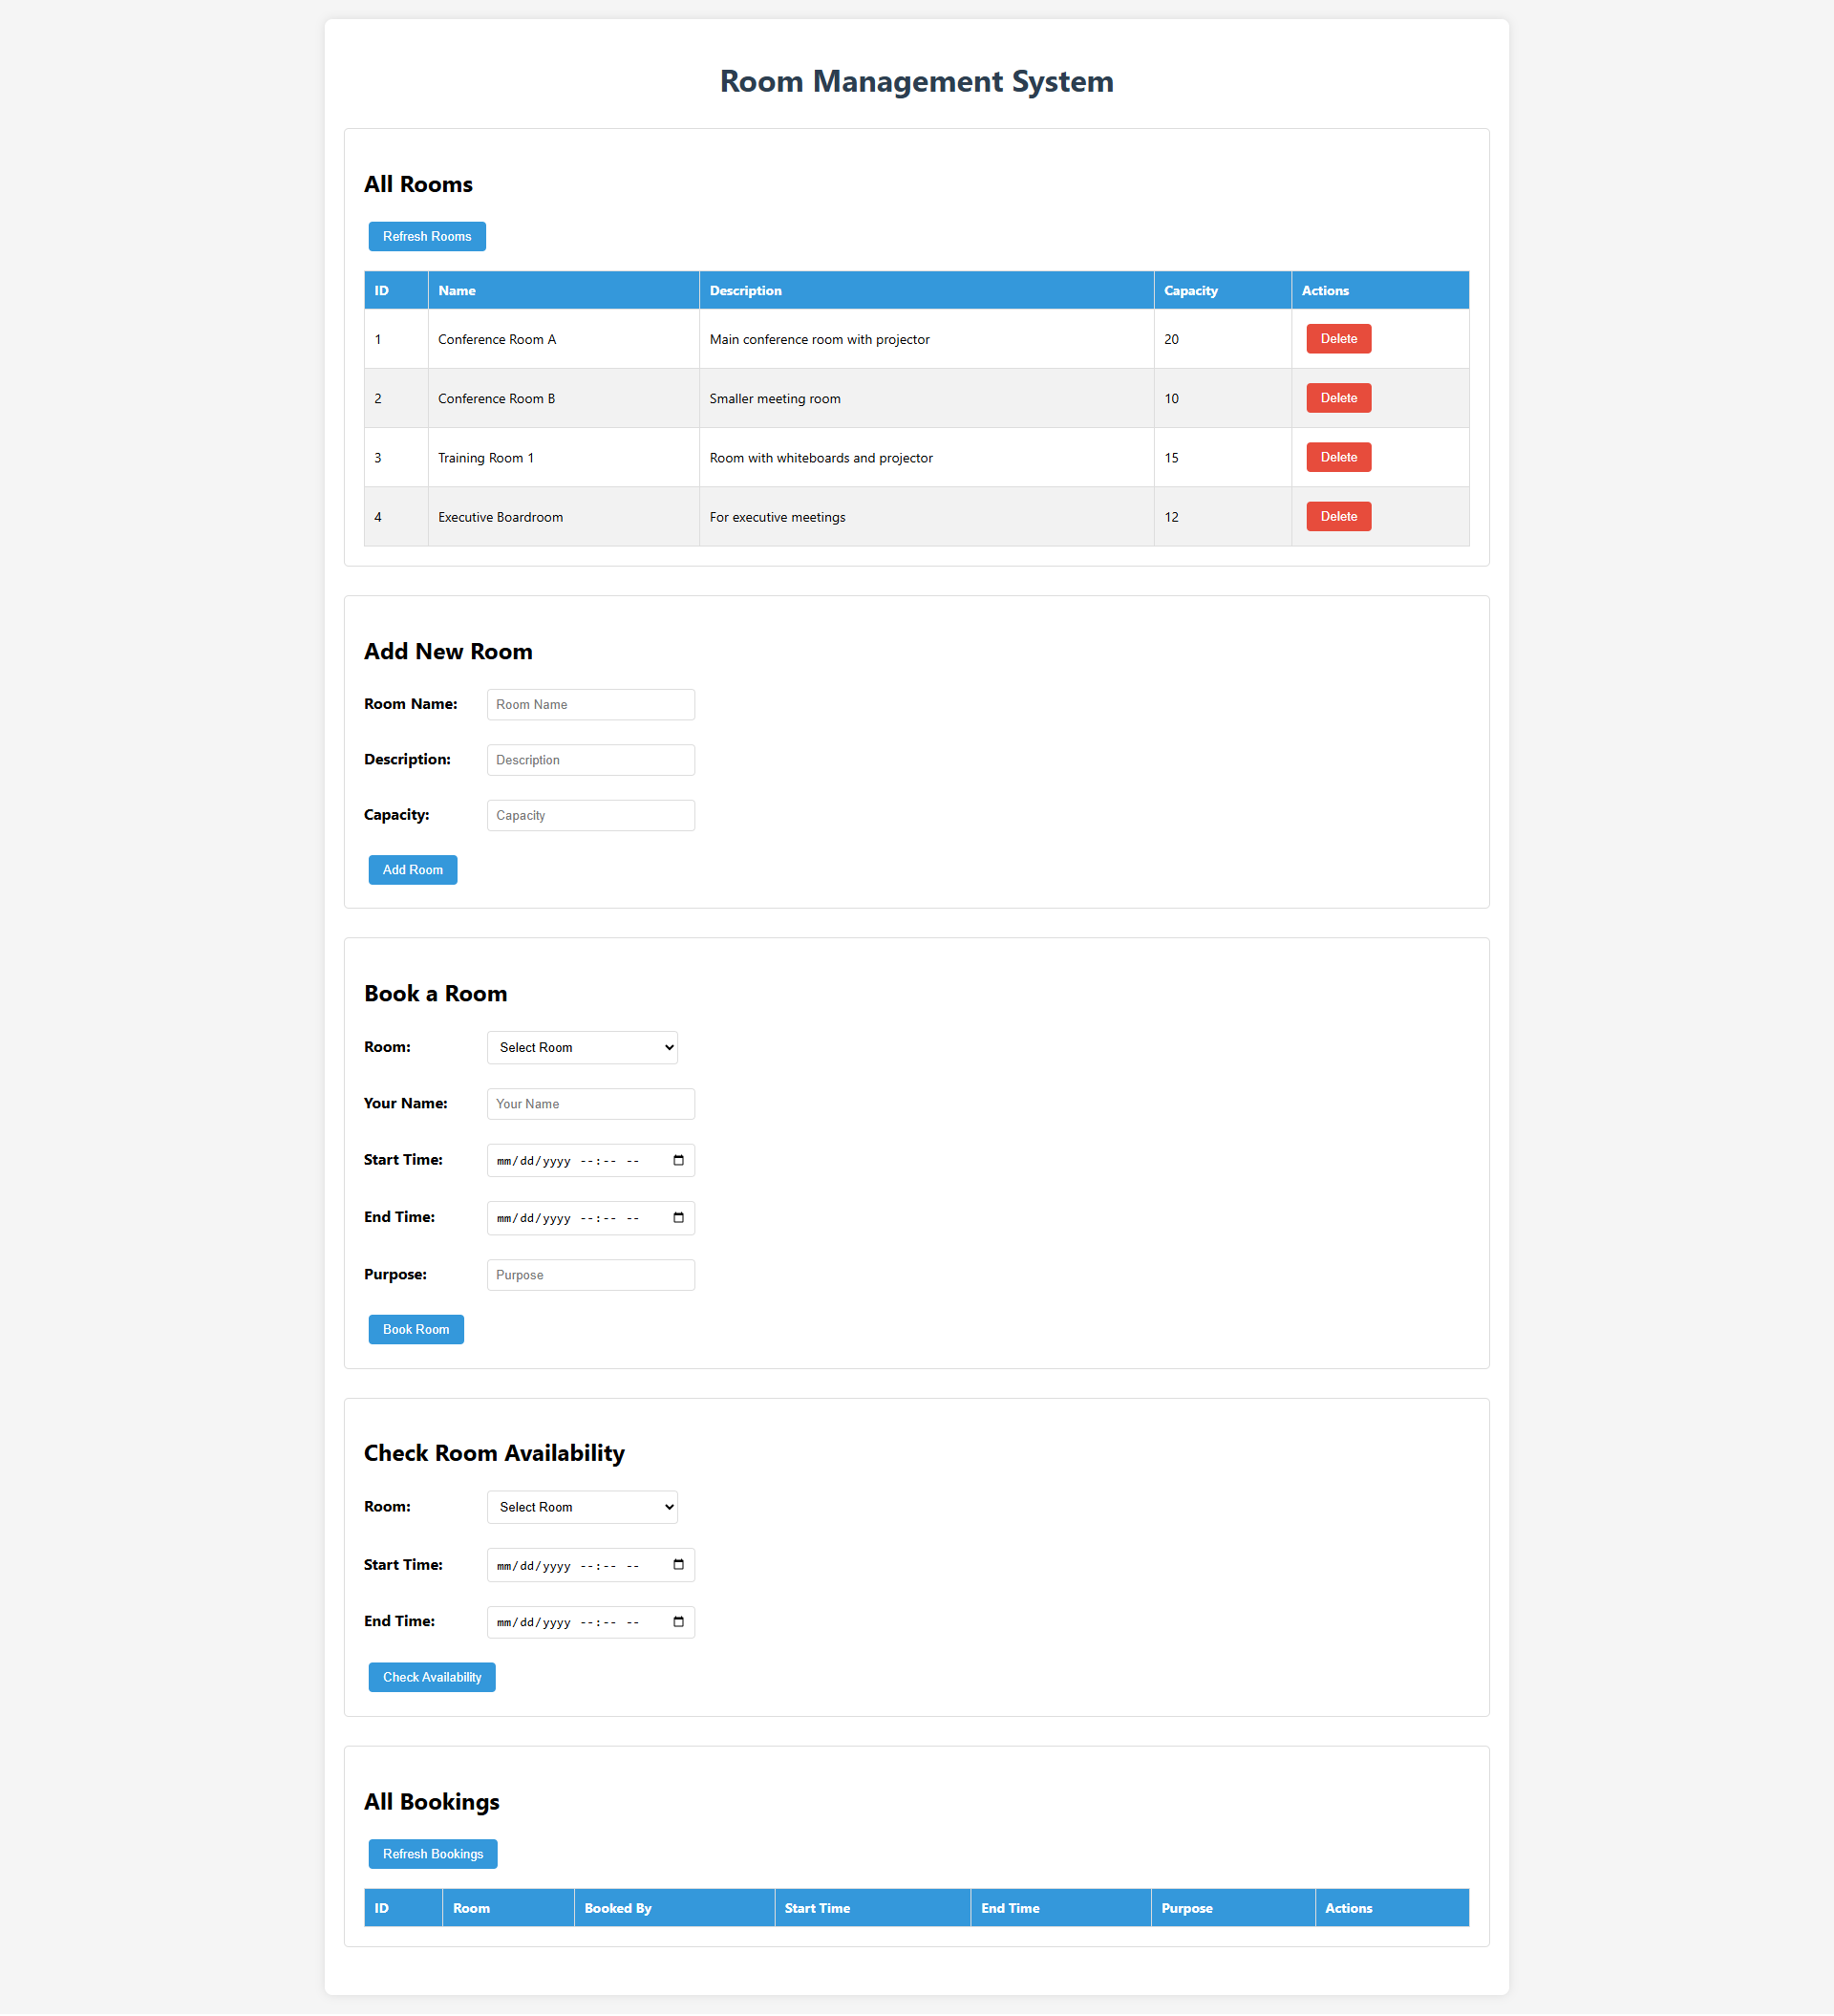 Room Management System
All Rooms
Refresh Rooms
ID Name Description Capacity Actions
1 Conference Room A Main conference room with projector 20 Delete
2 Conference Room B Smaller meeting room 10 Delete
3 Training Room 1 Room with whiteboards and projector 15 Delete
4 Executive Boardroom For executive meetings 12 Delete
Add New Room
Room Name: Room Name
Description: Description
Capacity: Capacity
Add Room
Book a Room
Room: Select Room
Your Name: Your Name
Start Time: mm/dd/yyyy --:-- --
End Time: mm/dd/yyyy --:-- --
Purpose: Purpose
Book Room
Check Room Availability
Room: Select Room
Start Time: mm/dd/yyyy --:-- --
End Time: mm/dd/yyyy --:-- --
Check Availability
All Bookings
Refresh Bookings
ID Room Booked By Start Time End Time Purpose Actions